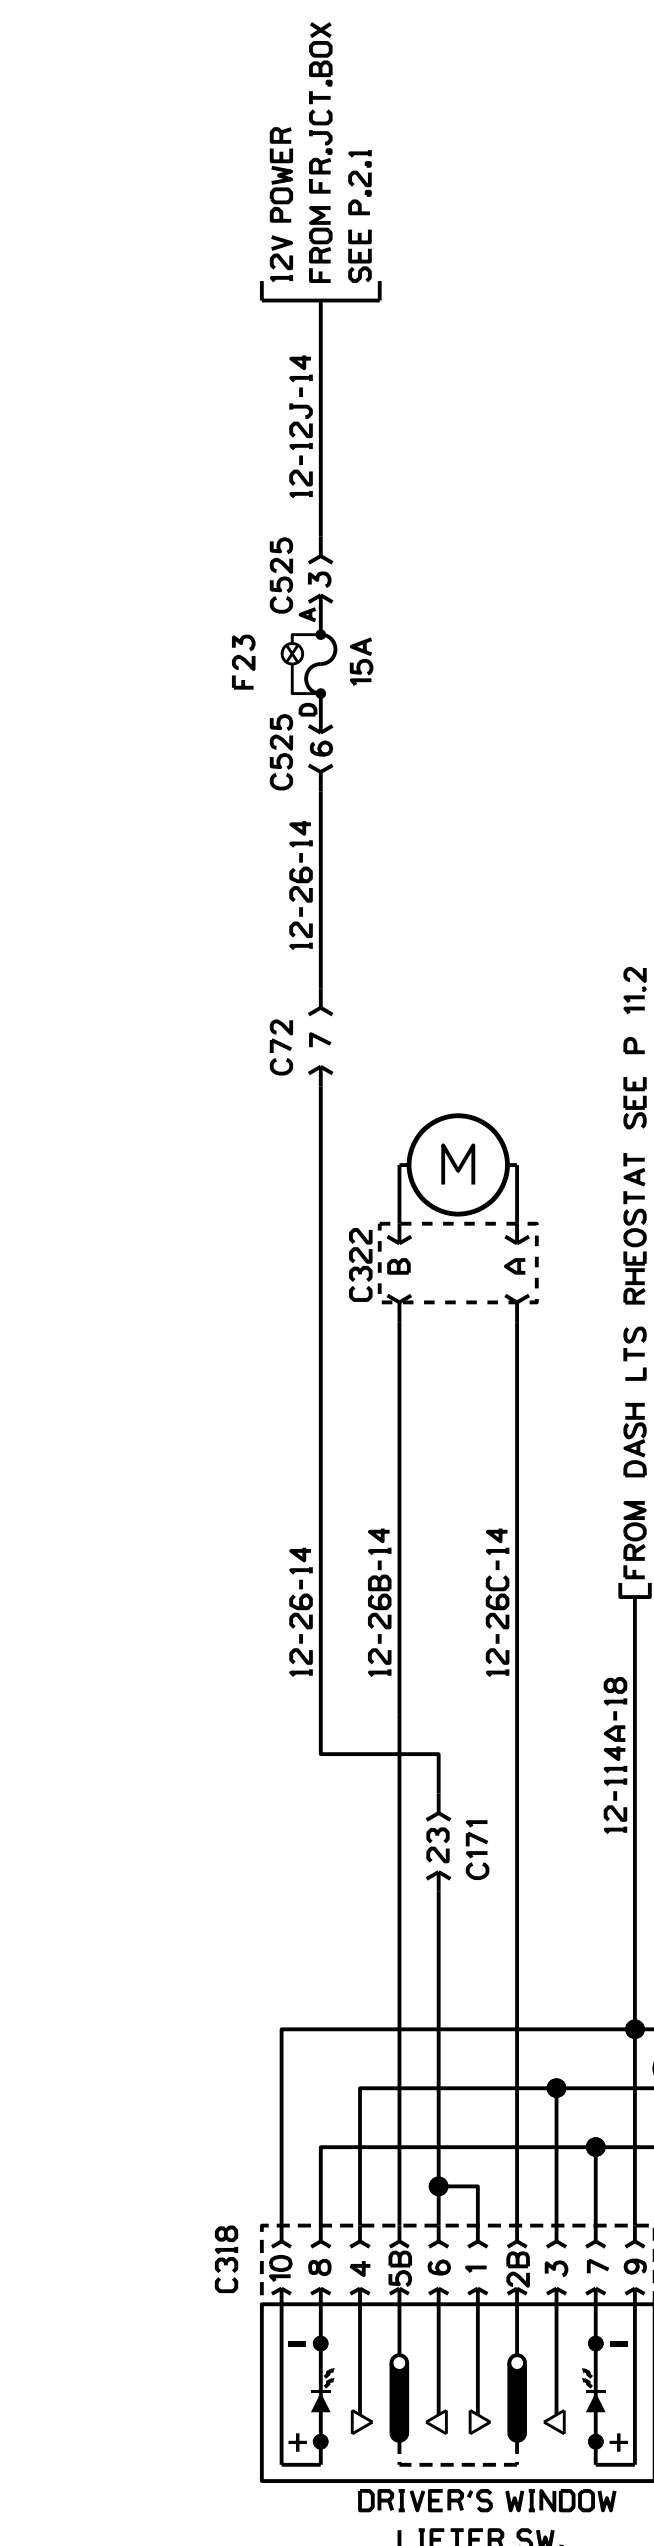 12V POWER
FROM FR.JCT.BOX
SEE P.2.1
12-12J-14
C525
3
A
F23
15A
D
C525
6
12-26-14
C72
7
M
C322
B
A
FROM DASH LTS RHEOSTAT SEE P 11.2
12-26-14
12-26B-14
12-26C-14
12-114A-18
23
C171
C318
10
8
4
5B
6
1
2B
3
7
9
-
-
+
+
DRIVER'S WINDOW
LIFTER SW.